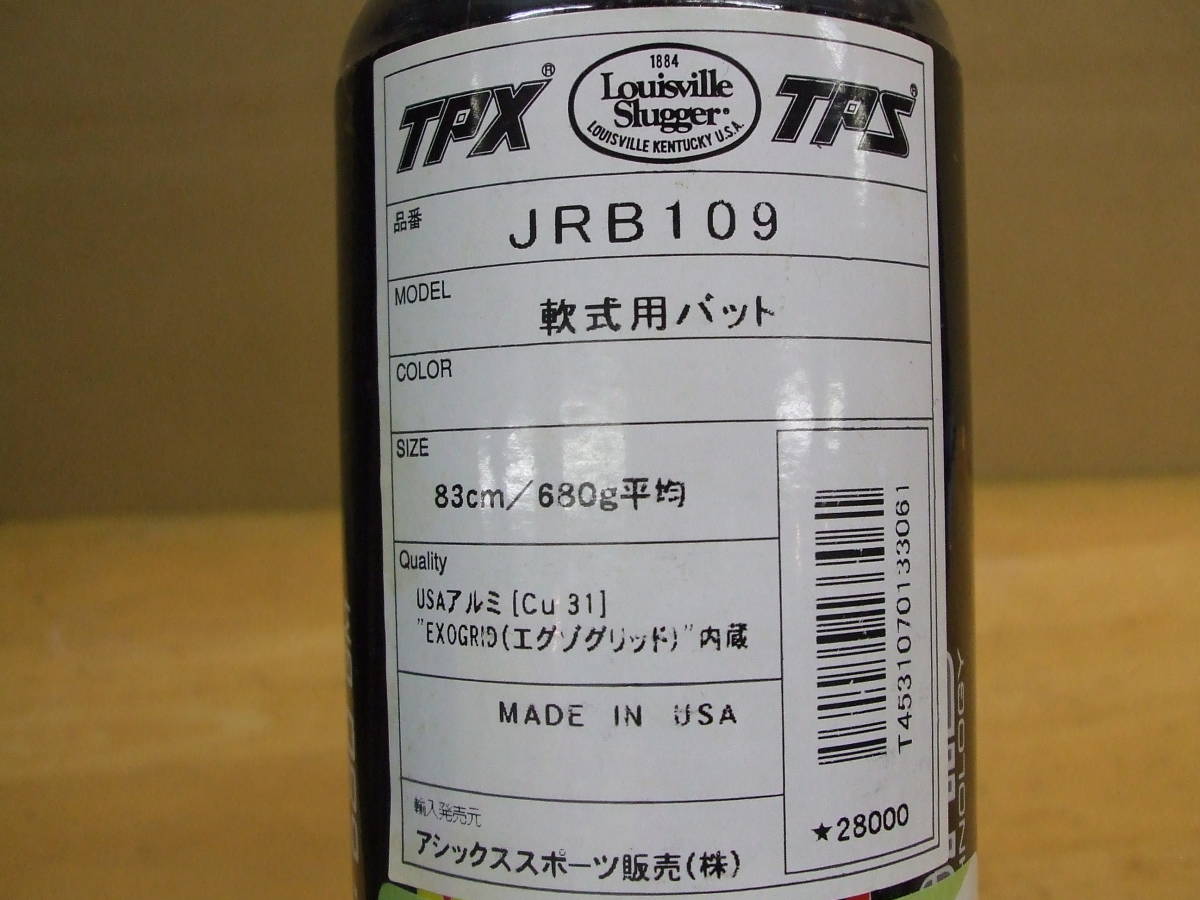 TPX®
1884
Louisville
Slugger®
LOUISVILLE KENTUCKY U.S.A.
TPS®
品番
JRB109
MODEL
軟式用バット
COLOR
SIZE
83cm/680g平均
Quality
USAアルミ[Cu 31]
"EXOGRID(エグゾグリッド)"内蔵
MADE IN USA
輸入発売元
アシックススポーツ販売(株)
T4531070133061
★28000